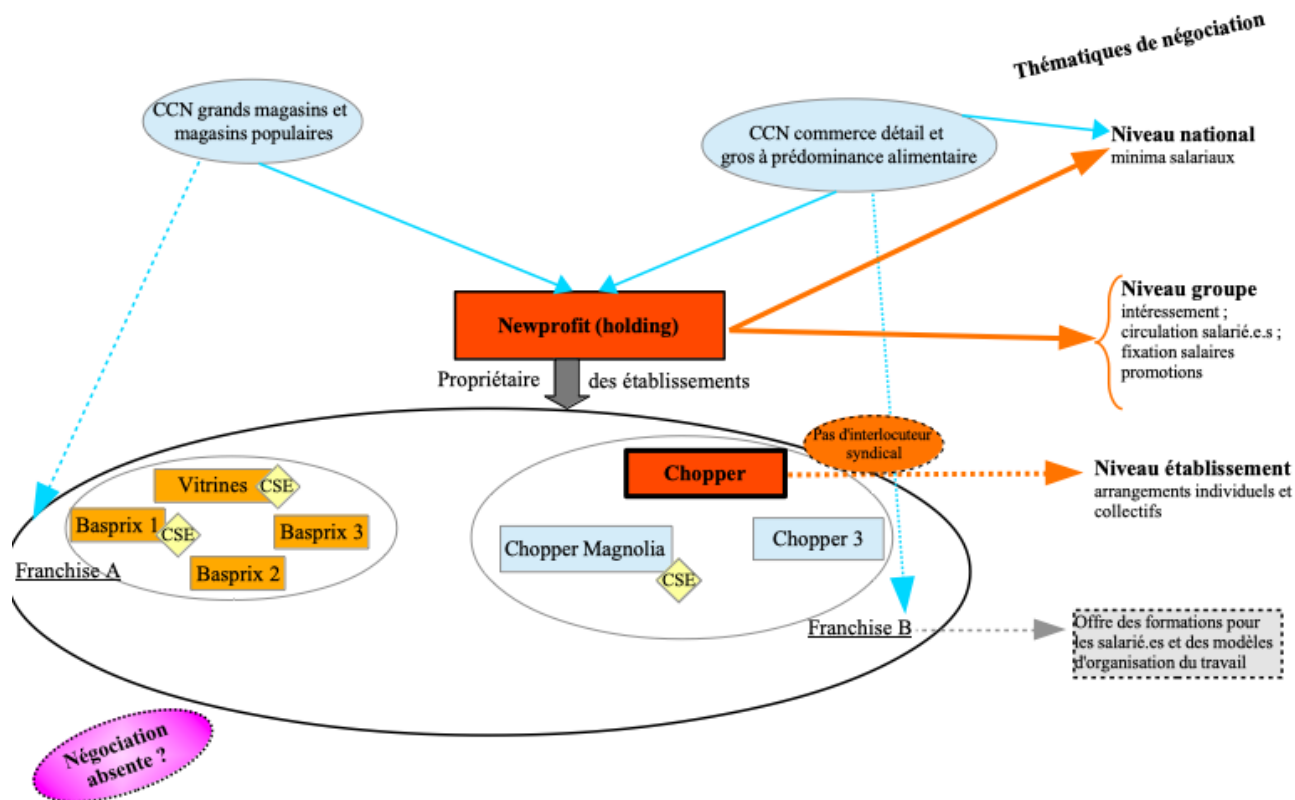 Thématiques de négociation
CCN grands magasins et
magasins populaires
CCN commerce détail et
gros à prédominance alimentaire
Niveau national
minima salariaux
Newprofit (holding)
Niveau groupe
intéressement ;
circulation salarié.e.s ;
fixation salaires
promotions
Propriétaire
des établissements
Pas d'interlocuteur
syndical
Chopper
Niveau établissement
arrangements individuels et
collectifs
Vitrines
CSE
Basprix 1
CSE
Basprix 3
Basprix 2
Franchise A
Chopper Magnolia
CSE
Chopper 3
Franchise B
Offre des formations pour
les salarié.es et des modèles
d'organisation du travail
Négociation
absente ?